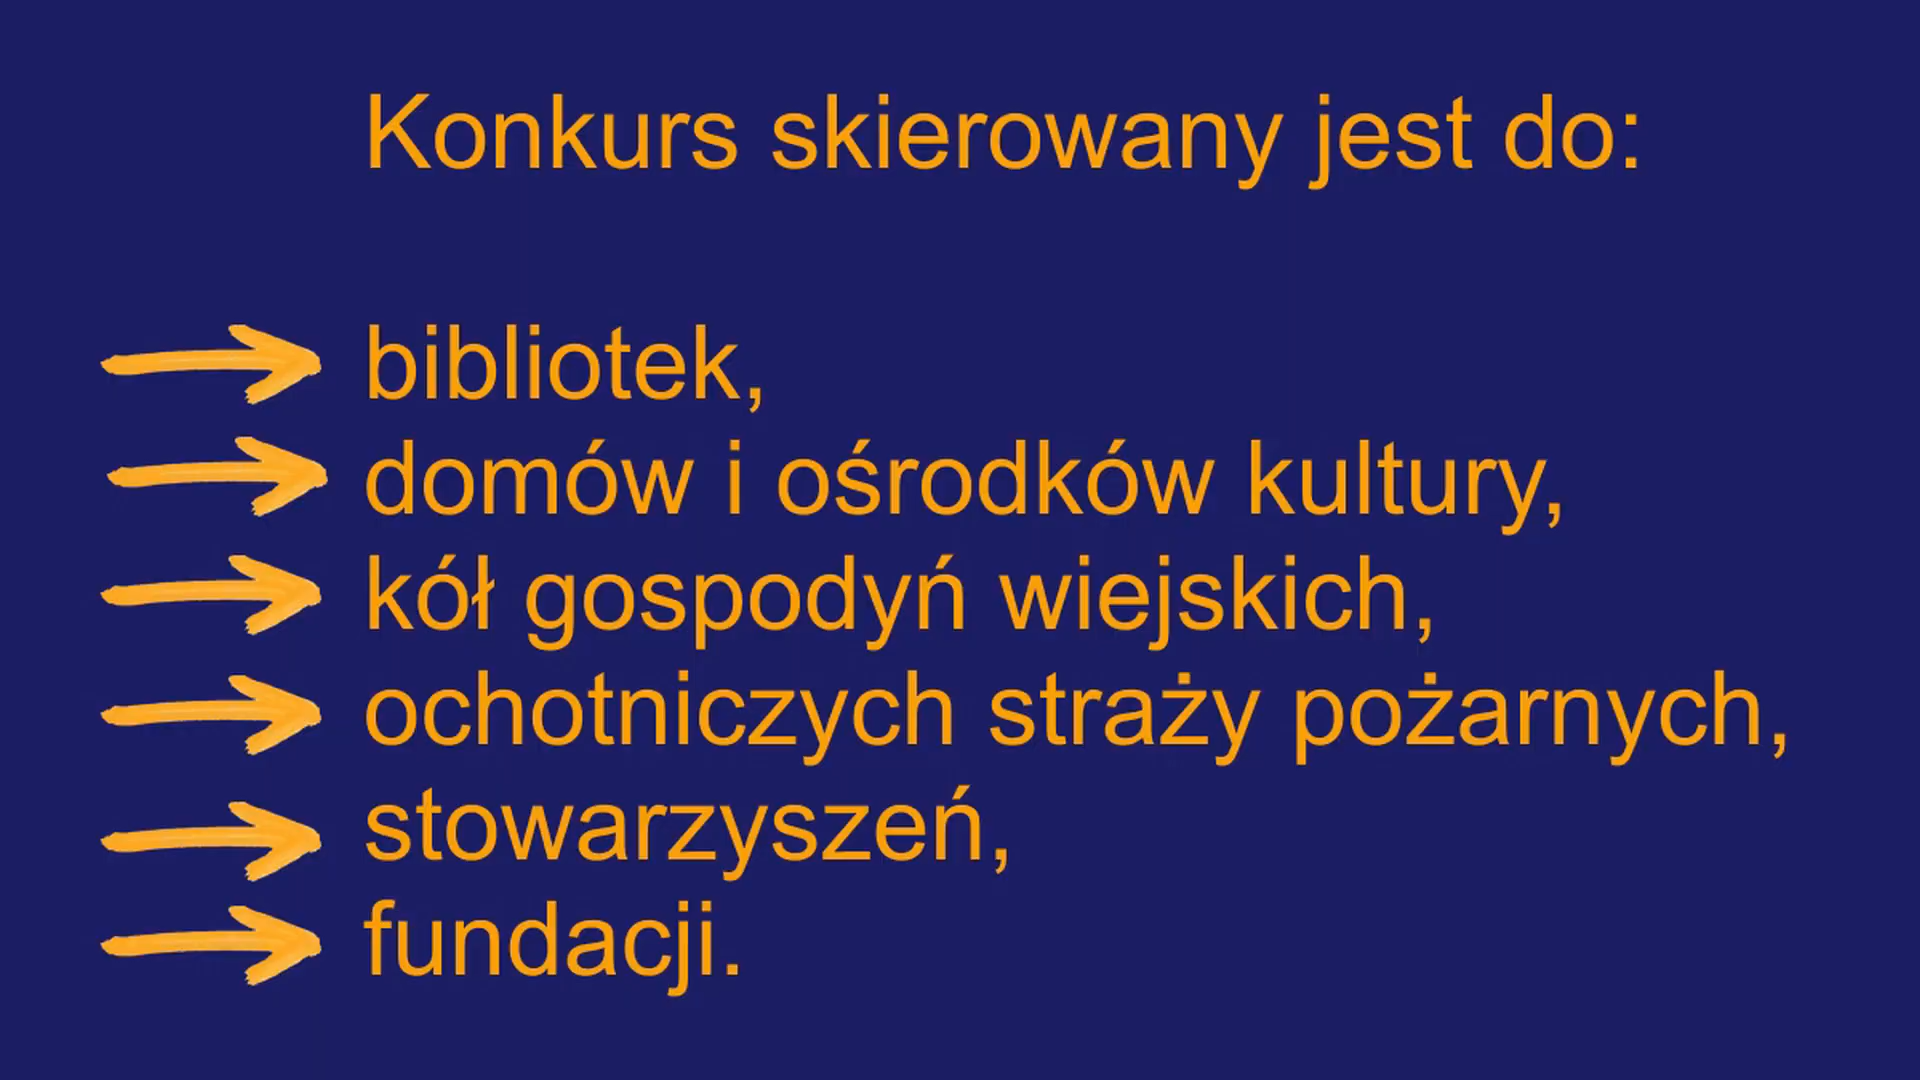 Konkurs skierowany jest do:
bibliotek,
domów i ośrodków kultury,
kół gospodyń wiejskich,
ochotniczych straży pożarnych,
stowarzyszeń,
fundacji.